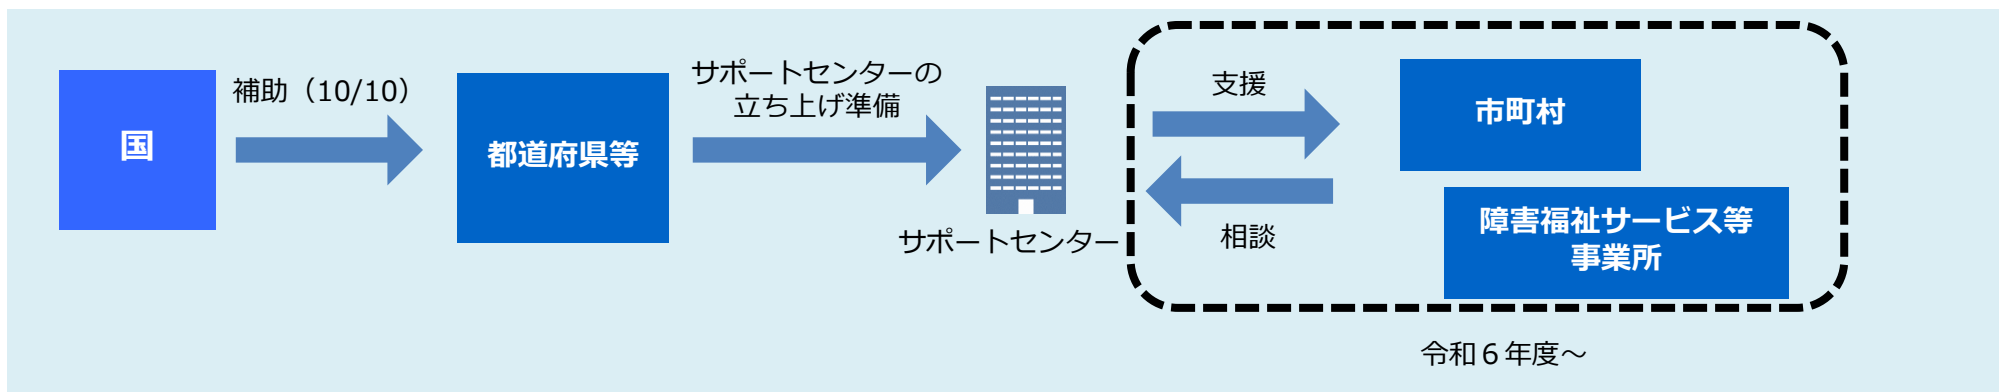 国
補助（10/10）
都道府県等
サポートセンターの
立ち上げ準備
サポートセンター
支援
相談
市町村
障害福祉サービス等
事業所
令和６年度～